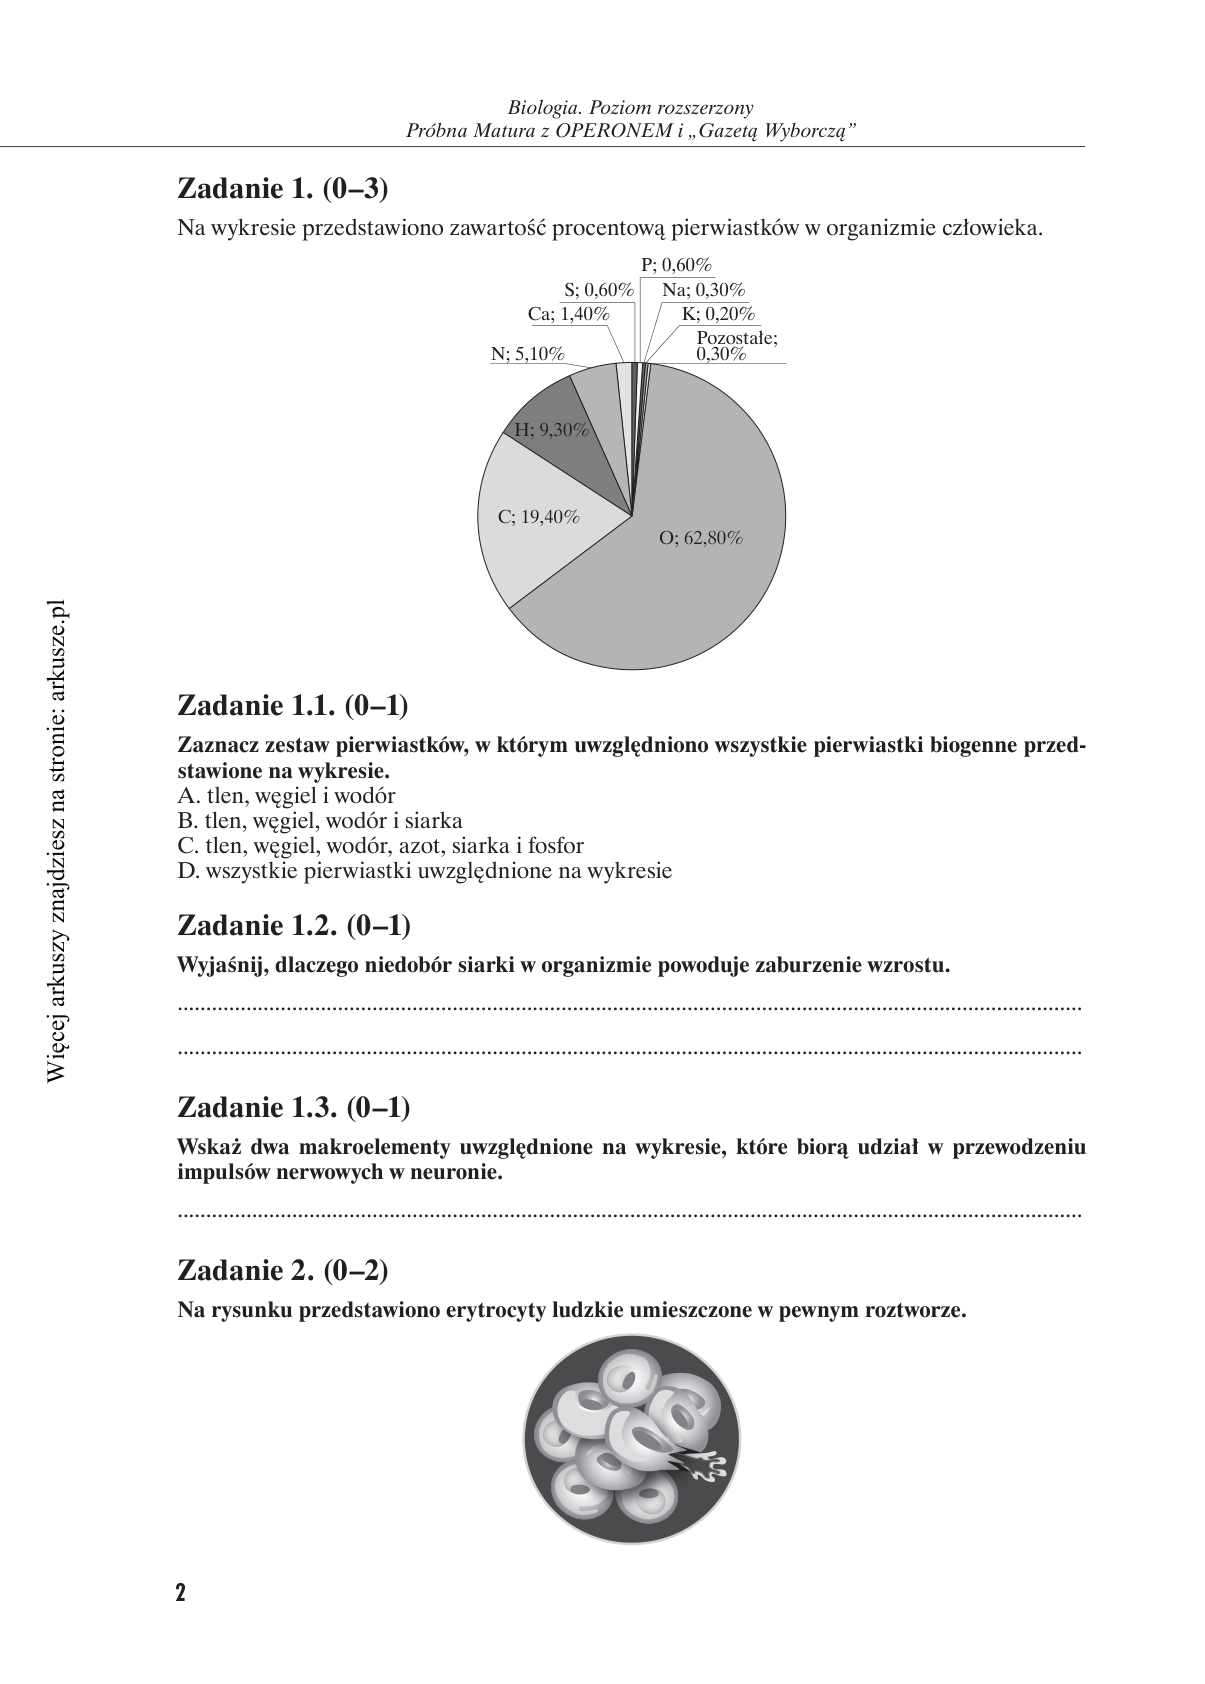 Biologia. Poziom rozszerzony
Próbna Matura z OPERONEM i „Gazetą Wyborczą”
Zadanie 1. (0–3)
Na wykresie przedstawiono zawartość procentową pierwiastków w organizmie człowieka.
P; 0,60%
S; 0,60%
Na; 0,30%
Ca; 1,40%
K; 0,20%
Pozostałe;
0,30%
N; 5,10%
H; 9,30%
C; 19,40%
O; 62,80%
Zadanie 1.1. (0–1)
Zaznacz zestaw pierwiastków, w którym uwzględniono wszystkie pierwiastki biogenne przed-
stawione na wykresie.
A. tlen, węgiel i wodór
B. tlen, węgiel, wodór i siarka
C. tlen, węgiel, wodór, azot, siarka i fosfor
D. wszystkie pierwiastki uwzględnione na wykresie
Zadanie 1.2. (0–1)
Wyjaśnij, dlaczego niedobór siarki w organizmie powoduje zaburzenie wzrostu.
Zadanie 1.3. (0–1)
Wskaż dwa makroelementy uwzględnione na wykresie, które biorą udział w przewodzeniu
impulsów nerwowych w neuronie.
Zadanie 2. (0–2)
Na rysunku przedstawiono erytrocyty ludzkie umieszczone w pewnym roztworze.
2
Więcej arkuszy znajdziesz na stronie: arkusze.pl